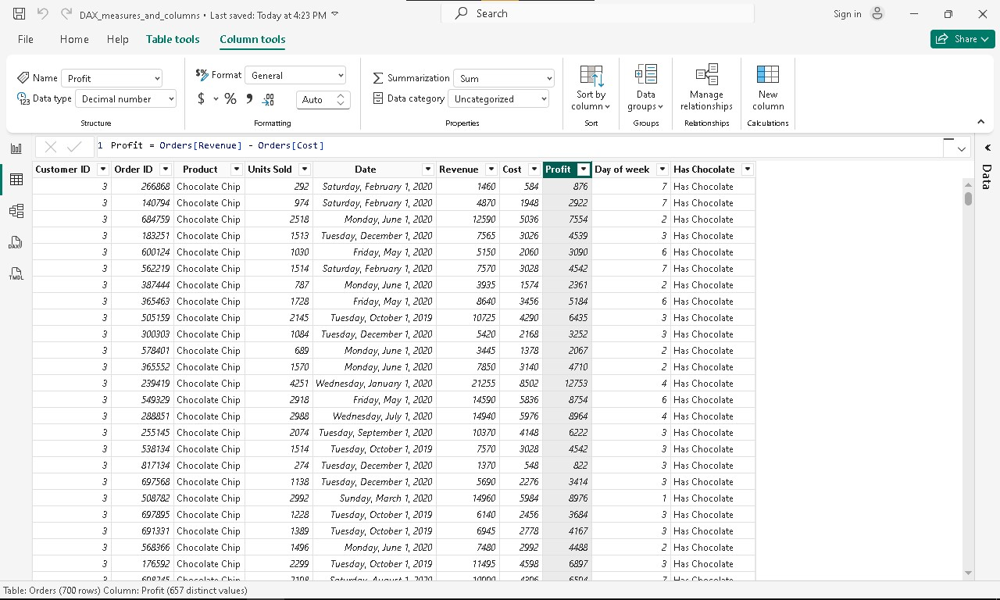 DAX_measures_and_columns • Last saved: Today at 4:23 PM
Search
Sign in
File Home Help Table tools Column tools
Share
Name Profit
Data type Decimal number
Structure
$% Format General
$ % 9 .00 Auto
Formatting
Summarization Sum
Data category Uncategorized
Properties
Sort by column
Sort
Data groups
Groups
Manage relationships
Relationships
New column
Calculations
1 Profit = Orders[Revenue] - Orders[Cost]
Data
DAX
TMDL
Customer ID Order ID Product Units Sold Date Revenue Cost Profit Day of week Has Chocolate
3 266868 Chocolate Chip 292 Saturday, February 1, 2020 1460 584 876 7 Has Chocolate
3 140794 Chocolate Chip 974 Saturday, February 1, 2020 4870 1948 2922 7 Has Chocolate
3 684759 Chocolate Chip 2518 Monday, June 1, 2020 12590 5036 7554 2 Has Chocolate
3 183251 Chocolate Chip 1513 Tuesday, December 1, 2020 7565 3026 4539 3 Has Chocolate
3 600124 Chocolate Chip 1030 Friday, May 1, 2020 5150 2060 3090 6 Has Chocolate
3 562219 Chocolate Chip 1514 Saturday, February 1, 2020 7570 3028 4542 7 Has Chocolate
3 387444 Chocolate Chip 787 Monday, June 1, 2020 3935 1574 2361 2 Has Chocolate
3 365463 Chocolate Chip 1728 Friday, May 1, 2020 8640 3456 5184 6 Has Chocolate
3 505159 Chocolate Chip 2145 Tuesday, October 1, 2019 10725 4290 6435 3 Has Chocolate
3 300303 Chocolate Chip 1084 Tuesday, December 1, 2020 5420 2168 3252 3 Has Chocolate
3 578401 Chocolate Chip 689 Monday, June 1, 2020 3445 1378 2067 2 Has Chocolate
3 365552 Chocolate Chip 1570 Monday, June 1, 2020 7850 3140 4710 2 Has Chocolate
3 239419 Chocolate Chip 4251 Wednesday, January 1, 2020 21255 8502 12753 4 Has Chocolate
3 549329 Chocolate Chip 2918 Friday, May 1, 2020 14590 5836 8754 6 Has Chocolate
3 288851 Chocolate Chip 2988 Wednesday, July 1, 2020 14940 5976 8964 4 Has Chocolate
3 255145 Chocolate Chip 2074 Tuesday, September 1, 2020 10370 4148 6222 3 Has Chocolate
3 538134 Chocolate Chip 1514 Tuesday, October 1, 2019 7570 3028 4542 3 Has Chocolate
3 817134 Chocolate Chip 274 Tuesday, December 1, 2020 1370 548 822 3 Has Chocolate
3 697568 Chocolate Chip 1138 Tuesday, December 1, 2020 5690 2276 3414 3 Has Chocolate
3 508782 Chocolate Chip 2992 Sunday, March 1, 2020 14960 5984 8976 1 Has Chocolate
3 697895 Chocolate Chip 1228 Tuesday, October 1, 2019 6140 2456 3684 3 Has Chocolate
3 691331 Chocolate Chip 1389 Tuesday, October 1, 2019 6945 2778 4167 3 Has Chocolate
3 568366 Chocolate Chip 1496 Monday, June 1, 2020 7480 2992 4488 2 Has Chocolate
3 176592 Chocolate Chip 2299 Tuesday, October 1, 2019 11495 4598 6897 3 Has Chocolate
Table: Orders (700 rows) Column: Profit (657 distinct values)